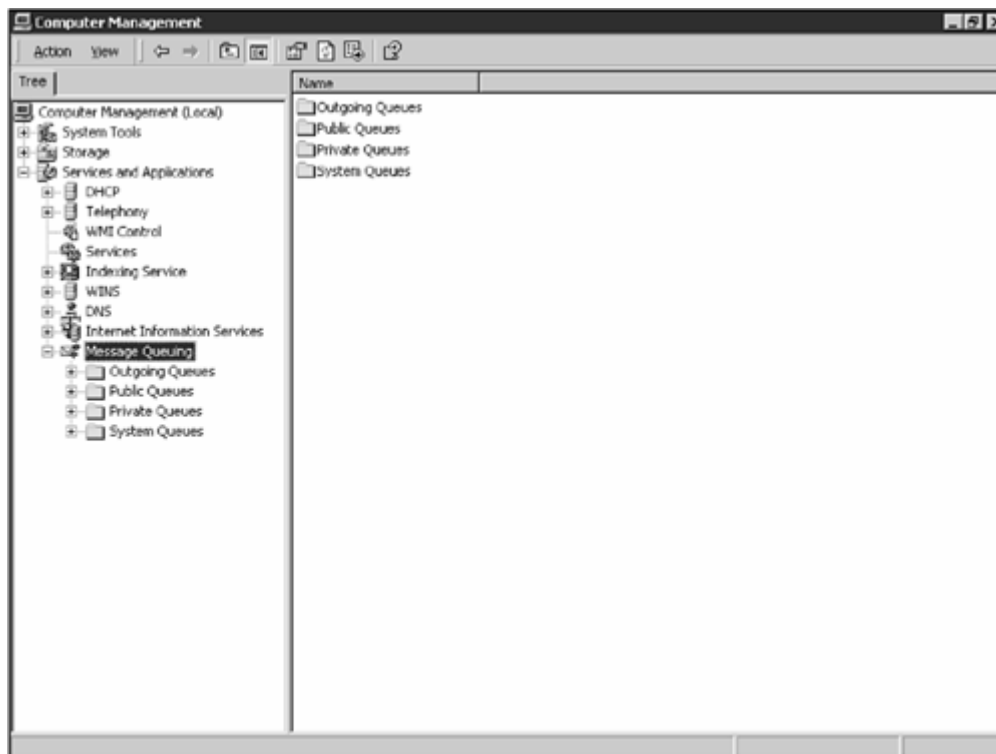 Computer Management
Action View
Tree
Name
Computer Management (Local)
System Tools
Storage
Services and Applications
DHCP
Telephony
WMI Control
Services
Indexing Service
WINS
DNS
Internet Information Services
Message Queuing
Outgoing Queues
Public Queues
Private Queues
System Queues
Outgoing Queues
Public Queues
Private Queues
System Queues